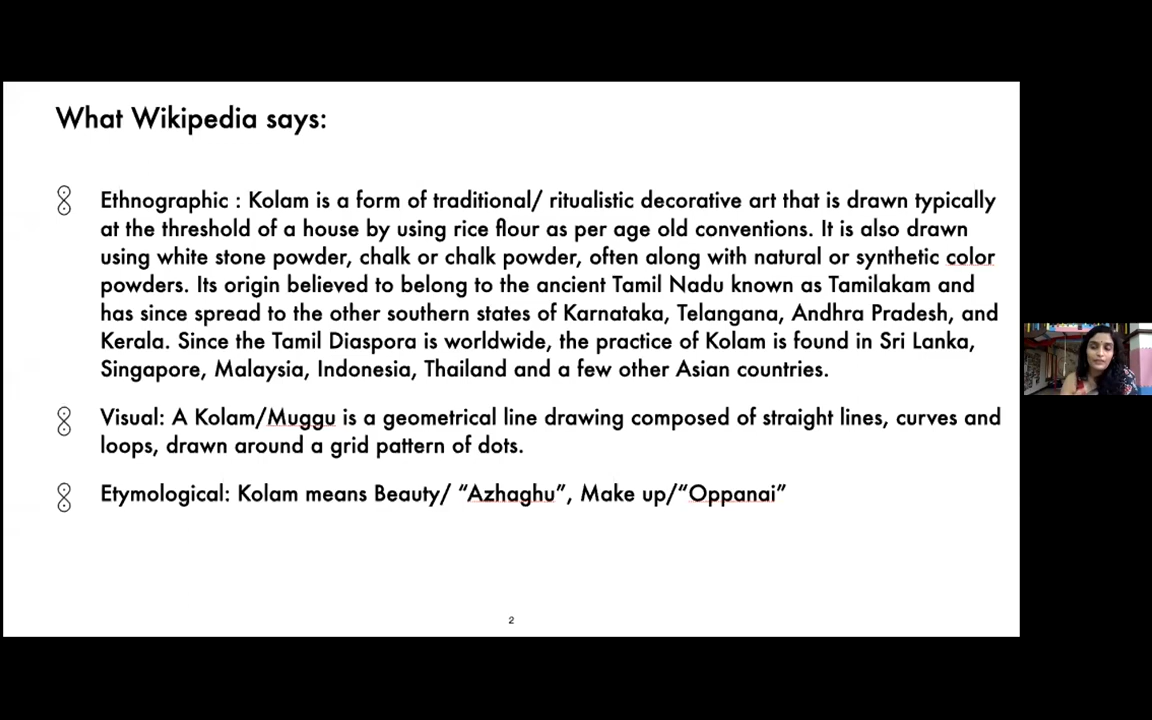 What Wikipedia says:
Ethnographic : Kolam is a form of traditional/ ritualistic decorative art that is drawn typically
at the threshold of a house by using rice flour as per age old conventions. It is also drawn
using white stone powder, chalk or chalk powder, often along with natural or synthetic color
powders. Its origin believed to belong to the ancient Tamil Nadu known as Tamilakam and
has since spread to the other southern states of Karnataka, Telangana, Andhra Pradesh, and
Kerala. Since the Tamil Diaspora is worldwide, the practice of Kolam is found in Sri Lanka,
Singapore, Malaysia, Indonesia, Thailand and a few other Asian countries.
Visual: A Kolam/Muggu is a geometrical line drawing composed of straight lines, curves and
loops, drawn around a grid pattern of dots.
Etymological: Kolam means Beauty/ “Azhaghu”, Make up/“Oppanai”
2